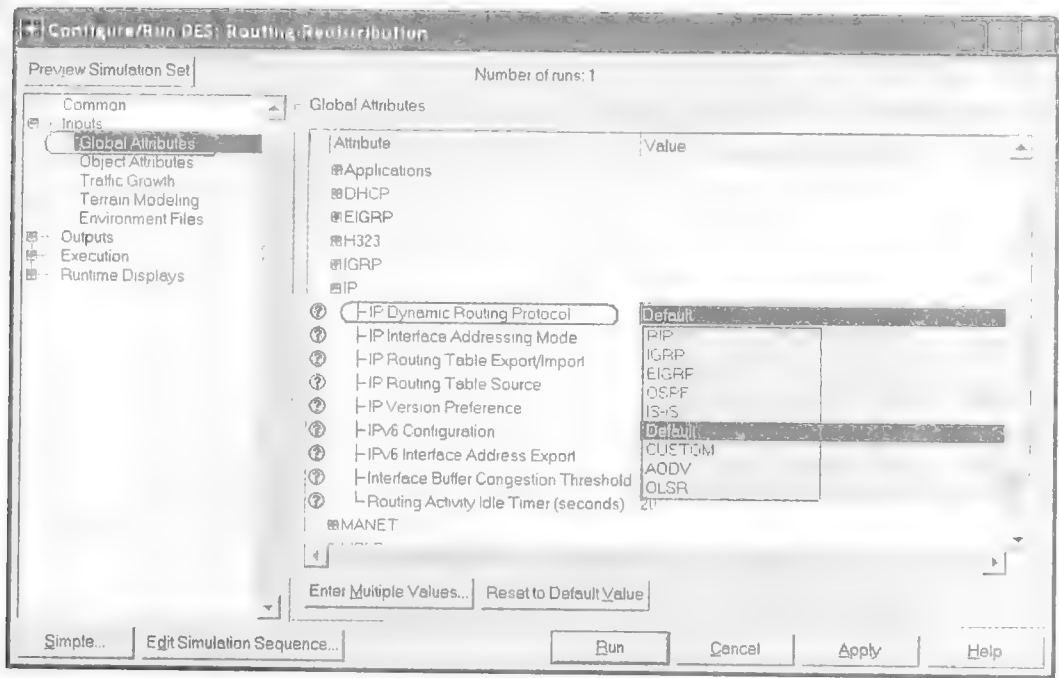 Configure/Run DES: Routing-Redistribution
Preview Simulation Set
Number of runs: 1
Common
Inputs
Global Attributes
Object Attributes
Traffic Growth
Terrain Modeling
Environment Files
Outputs
Execution
Runtime Displays
Global Attributes
Attribute Value
Applications
DHCP
EIGRP
H323
IGRP
IP
IP Dynamic Routing Protocol Default
IP Interface Addressing Mode
IP Routing Table Export/Import
IP Routing Table Source
IP Version Preference
IPv6 Configuration
IPv6 Interface Address Export
Interface Buffer Congestion Threshold
Routing Activity Idle Timer (seconds) 20
RIP
IGRP
EIGRP
OSPF
IS-IS
Default
CUSTOM
AODV
OLSR
MANET
Enter Multiple Values...
Reset to Default Value
Simple...
Edit Simulation Sequence...
Run
Cancel
Apply
Help